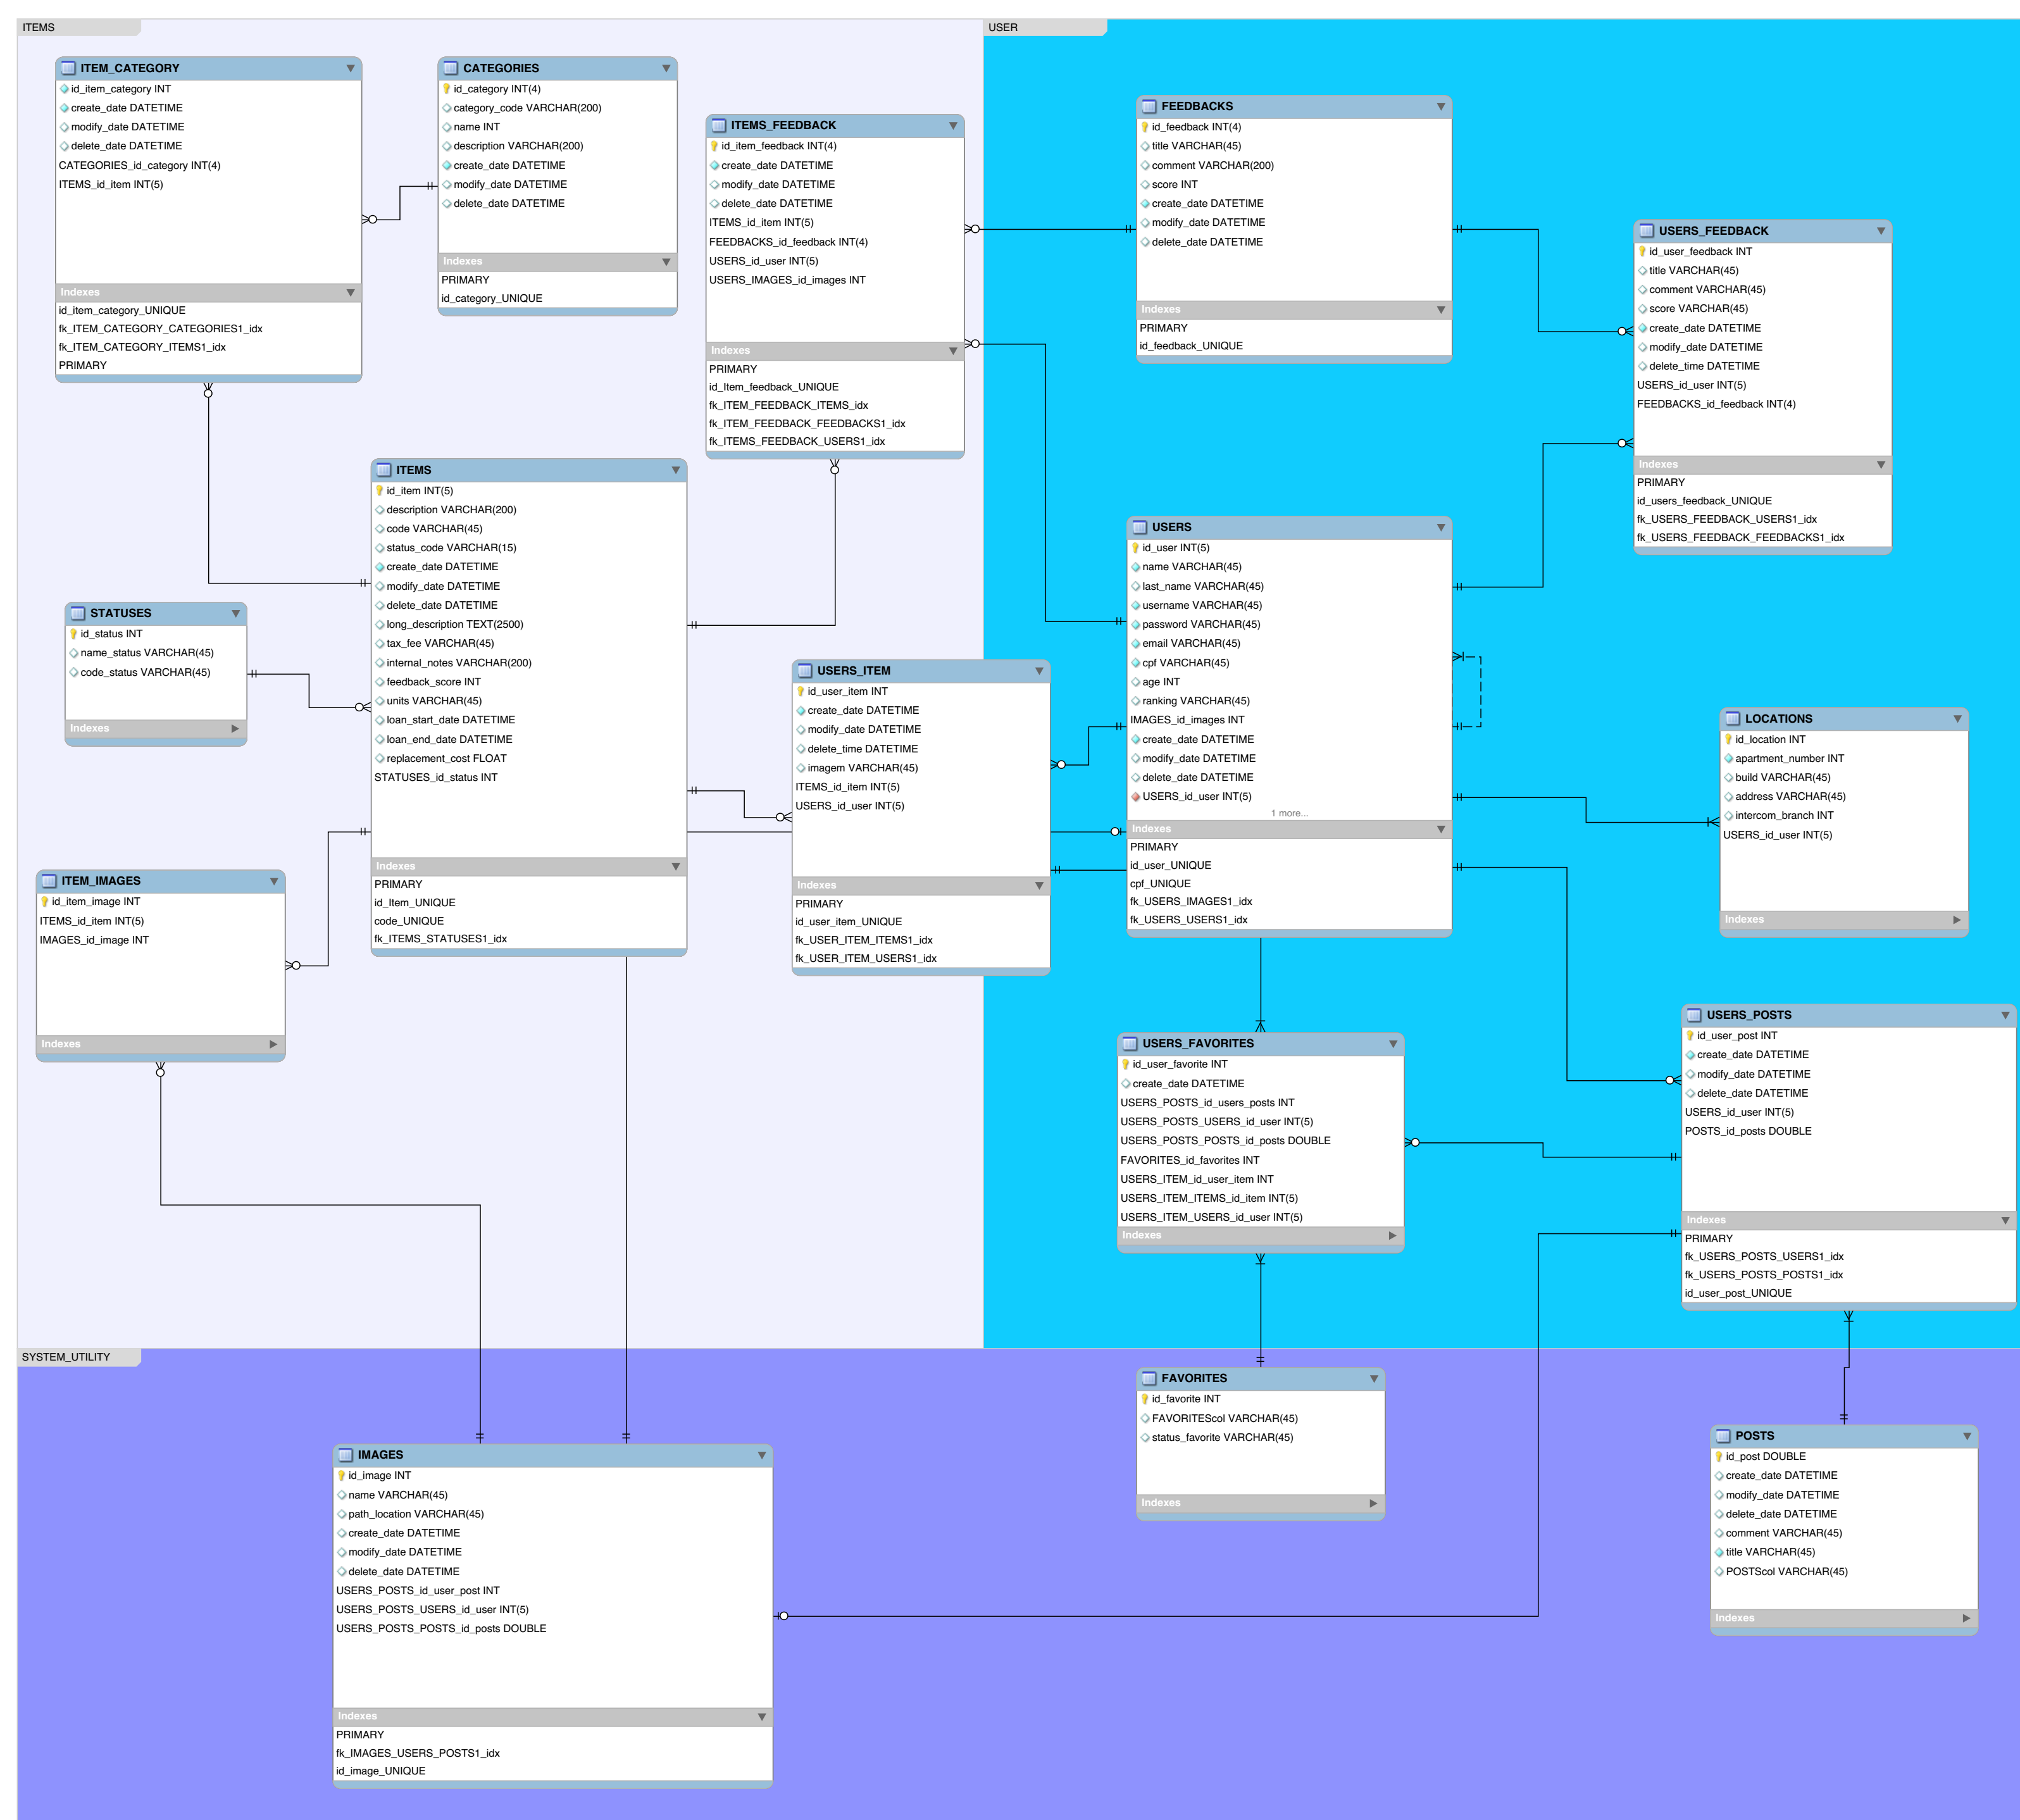 ITEMS
ITEM_CATEGORY
id_item_category INT
create_date DATETIME
modify_date DATETIME
delete_date DATETIME
CATEGORIES_id_category INT(4)
ITEMS_id_item INT(5)
Indexes
id_item_category_UNIQUE
fk_ITEM_CATEGORY_CATEGORIES1_idx
fk_ITEM_CATEGORY_ITEMS1_idx
PRIMARY
CATEGORIES
id_category INT(4)
category_code VARCHAR(200)
name INT
description VARCHAR(200)
create_date DATETIME
modify_date DATETIME
delete_date DATETIME
Indexes
PRIMARY
id_category_UNIQUE
ITEMS_FEEDBACK
id_item_feedback INT(4)
create_date DATETIME
modify_date DATETIME
delete_date DATETIME
ITEMS_id_item INT(5)
FEEDBACKS_id_feedback INT(4)
USERS_id_user INT(5)
USERS_IMAGES_id_images INT
Indexes
PRIMARY
id_Item_feedback_UNIQUE
fk_ITEM_FEEDBACK_ITEMS_idx
fk_ITEM_FEEDBACK_FEEDBACKS1_idx
fk_ITEMS_FEEDBACK_USERS1_idx
ITEMS
id_item INT(5)
description VARCHAR(200)
code VARCHAR(45)
status_code VARCHAR(15)
create_date DATETIME
modify_date DATETIME
delete_date DATETIME
long_description TEXT(2500)
tax_fee VARCHAR(45)
internal_notes VARCHAR(200)
feedback_score INT
units VARCHAR(45)
loan_start_date DATETIME
loan_end_date DATETIME
replacement_cost FLOAT
STATUSES_id_status INT
Indexes
PRIMARY
id_Item_UNIQUE
code_UNIQUE
fk_ITEMS_STATUSES1_idx
STATUSES
id_status INT
name_status VARCHAR(45)
code_status VARCHAR(45)
Indexes
ITEM_IMAGES
id_item_image INT
ITEMS_id_item INT(5)
IMAGES_id_image INT
Indexes
USERS_ITEM
id_user_item INT
create_date DATETIME
modify_date DATETIME
delete_time DATETIME
imagem VARCHAR(45)
ITEMS_id_item INT(5)
USERS_id_user INT(5)
Indexes
PRIMARY
id_user_item_UNIQUE
fk_USER_ITEM_ITEMS1_idx
fk_USER_ITEM_USERS1_idx
USER
FEEDBACKS
id_feedback INT(4)
title VARCHAR(45)
comment VARCHAR(200)
score INT
create_date DATETIME
modify_date DATETIME
delete_date DATETIME
Indexes
PRIMARY
id_feedback_UNIQUE
USERS_FEEDBACK
id_user_feedback INT
title VARCHAR(45)
comment VARCHAR(45)
score VARCHAR(45)
create_date DATETIME
modify_date DATETIME
delete_time DATETIME
USERS_id_user INT(5)
FEEDBACKS_id_feedback INT(4)
Indexes
PRIMARY
id_users_feedback_UNIQUE
fk_USERS_FEEDBACK_USERS1_idx
fk_USERS_FEEDBACK_FEEDBACKS1_idx
USERS
id_user INT(5)
name VARCHAR(45)
last_name VARCHAR(45)
username VARCHAR(45)
password VARCHAR(45)
email VARCHAR(45)
cpf VARCHAR(45)
age INT
ranking VARCHAR(45)
IMAGES_id_images INT
create_date DATETIME
modify_date DATETIME
delete_date DATETIME
USERS_id_user INT(5)
1 more...
Indexes
PRIMARY
id_user_UNIQUE
cpf_UNIQUE
fk_USERS_IMAGES1_idx
fk_USERS_USERS1_idx
LOCATIONS
id_location INT
apartment_number INT
build VARCHAR(45)
address VARCHAR(45)
intercom_branch INT
USERS_id_user INT(5)
Indexes
USERS_FAVORITES
id_user_favorite INT
create_date DATETIME
USERS_POSTS_id_users_posts INT
USERS_POSTS_USERS_id_user INT(5)
USERS_POSTS_POSTS_id_posts DOUBLE
FAVORITES_id_favorites INT
USERS_ITEM_id_user_item INT
USERS_ITEM_ITEMS_id_item INT(5)
USERS_ITEM_USERS_id_user INT(5)
Indexes
USERS_POSTS
id_user_post INT
create_date DATETIME
modify_date DATETIME
delete_date DATETIME
USERS_id_user INT(5)
POSTS_id_posts DOUBLE
Indexes
PRIMARY
fk_USERS_POSTS_USERS1_idx
fk_USERS_POSTS_POSTS1_idx
id_user_post_UNIQUE
SYSTEM_UTILITY
IMAGES
id_image INT
name VARCHAR(45)
path_location VARCHAR(45)
create_date DATETIME
modify_date DATETIME
delete_date DATETIME
USERS_POSTS_id_user_post INT
USERS_POSTS_USERS_id_user INT(5)
USERS_POSTS_POSTS_id_posts DOUBLE
Indexes
PRIMARY
fk_IMAGES_USERS_POSTS1_idx
id_image_UNIQUE
FAVORITES
id_favorite INT
FAVORITEScol VARCHAR(45)
status_favorite VARCHAR(45)
Indexes
POSTS
id_post DOUBLE
create_date DATETIME
modify_date DATETIME
delete_date DATETIME
comment VARCHAR(45)
title VARCHAR(45)
POSTScol VARCHAR(45)
Indexes